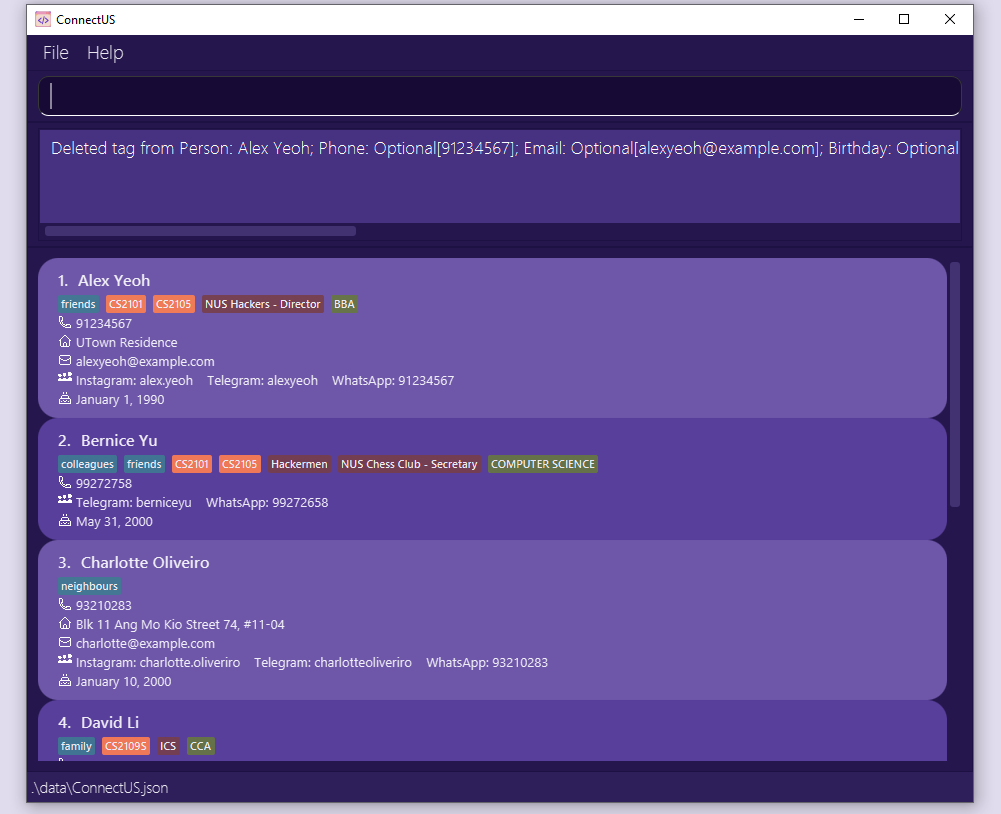 ConnectUS
File Help
Deleted tag from Person: Alex Yeoh; Phone: Optional[91234567]; Email: Optional[alexyeoh@example.com]; Birthday: Optional
1. Alex Yeoh
friends CS2101 CS2105 NUS Hackers - Director BBA
91234567
UTown Residence
alexyeoh@example.com
Instagram: alex.yeoh Telegram: alexyeoh WhatsApp: 91234567
January 1, 1990
2. Bernice Yu
colleagues friends CS2101 CS2105 Hackermen NUS Chess Club - Secretary COMPUTER SCIENCE
99272758
Telegram: berniceyu WhatsApp: 99272658
May 31, 2000
3. Charlotte Oliveiro
neighbours
93210283
Blk 11 Ang Mo Kio Street 74, #11-04
charlotte@example.com
Instagram: charlotte.oliveriro Telegram: charlotteoliveriro WhatsApp: 93210283
January 10, 2000
4. David Li
family CS2109S ICS CCA
.\data\ConnectUS.json